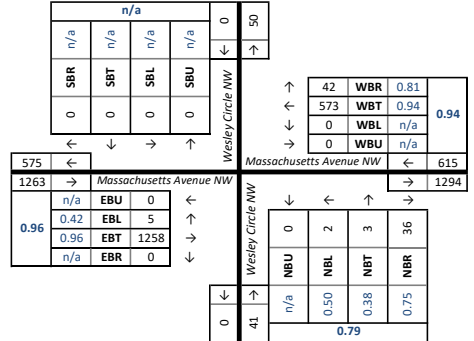 n/a
0
50
n/a
n/a
n/a
n/a
SBR
SBT
SBL
SBU
0
0
0
0
↓ ↑
← ↓ → ↑
Wesley Circle NW
↑ 42 WBR 0.81
← 573 WBT 0.94
↓ 0 WBL n/a
→ 0 WBU n/a
0.94
575 ←
Massachusetts Avenue NW ← 615
1263 → Massachusetts Avenue NW
→ 1294
n/a EBU 0 ←
0.42 EBL 5 ↑
0.96 EBT 1258 →
n/a EBR 0 ↓
0.96
Wesley Circle NW
↓ ← ↑ →
0
2
3
36
NBU
NBL
NBT
NBR
n/a
0.50
0.38
0.75
↓ ↑
0
41
0.79